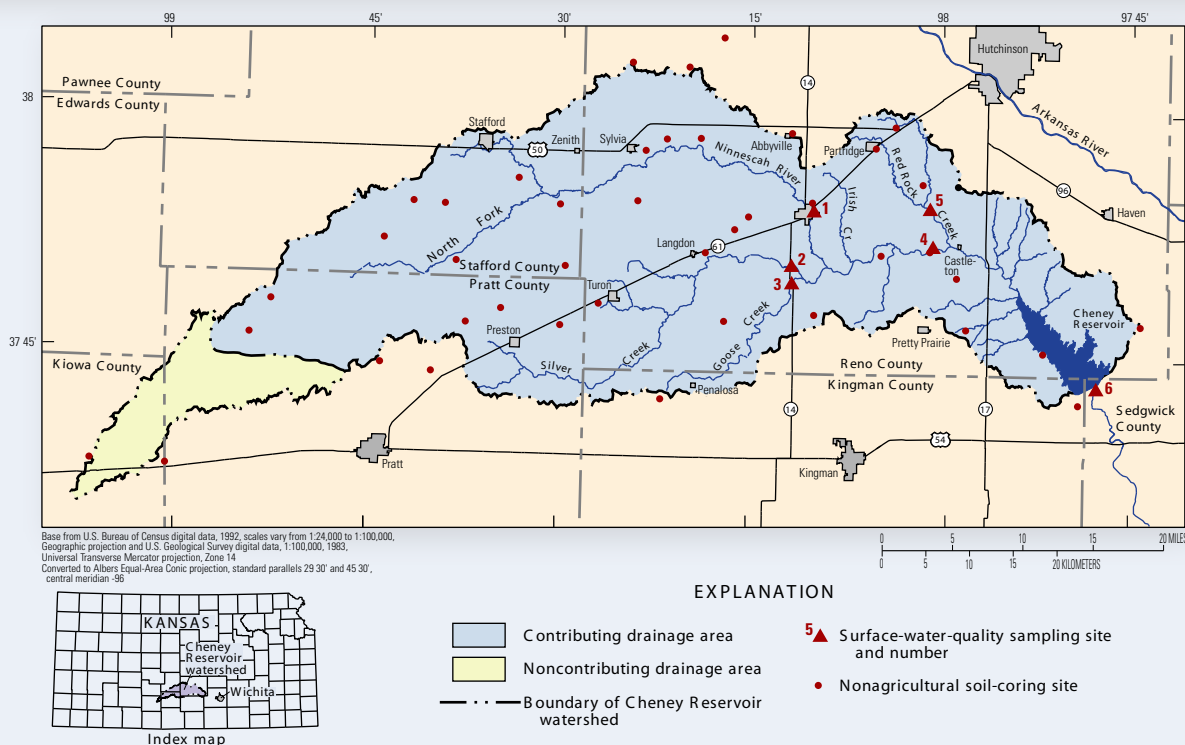 99
45'
30'
15'
98
97 45'
38
37 45'
Pawnee County
Edwards County
Hutchinson
14
Arkansas River
Stafford
50
Zenith
Sylvia
Abbyville
Partridge
Ninnescah River
Red Rock
Creek
Irish Cr
96
Haven
North Fork
1
5
4
Langdon
61
2
3
Castle-
ton
Stafford County
Pratt County
Turon
Goose Creek
Cheney
Reservoir
Preston
Pretty Prairie
Kiowa County
Silver Creek
Reno County
Kingman County
Penalosa
6
14
17
Sedgwick
County
54
Pratt
Kingman
Base from U.S. Bureau of Census digital data, 1992, scales vary from 1:24,000 to 1:100,000,
Geographic projection and U.S. Geological Survey digital data, 1:100,000, 1983,
Universal Transverse Mercator projection, Zone 14
Converted to Albers Equal-Area Conic projection, standard parallels 29 30' and 45 30',
central meridian -96
0 5 10 15 20 MILES
0 5 10 15 20 KILOMETERS
EXPLANATION
Contributing drainage area
Noncontributing drainage area
Boundary of Cheney Reservoir
watershed
5
Surface-water-quality sampling site
and number
Nonagricultural soil-coring site
KANSAS
Cheney
Reservoir
watershed
Wichita
Index map